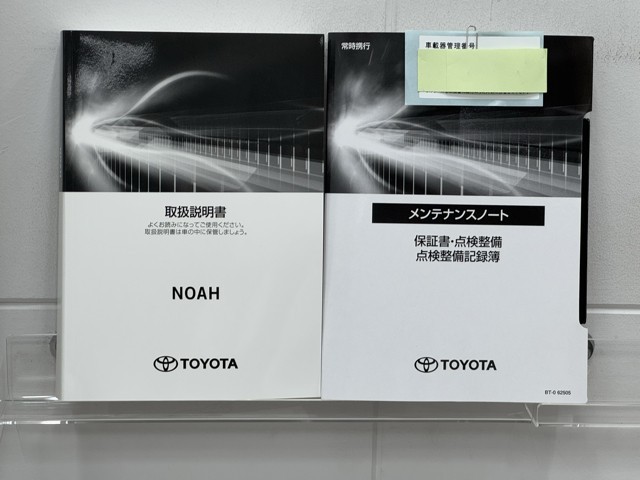 取扱説明書
よくお読みになってご使用ください。
取扱説明書は車の中に保管しましょう。
NOAH
TOYOTA
常時携行
車載器管理番号
メンテナンスノート
保証書・点検整備
点検整備記録簿
TOYOTA
BT-0 62505